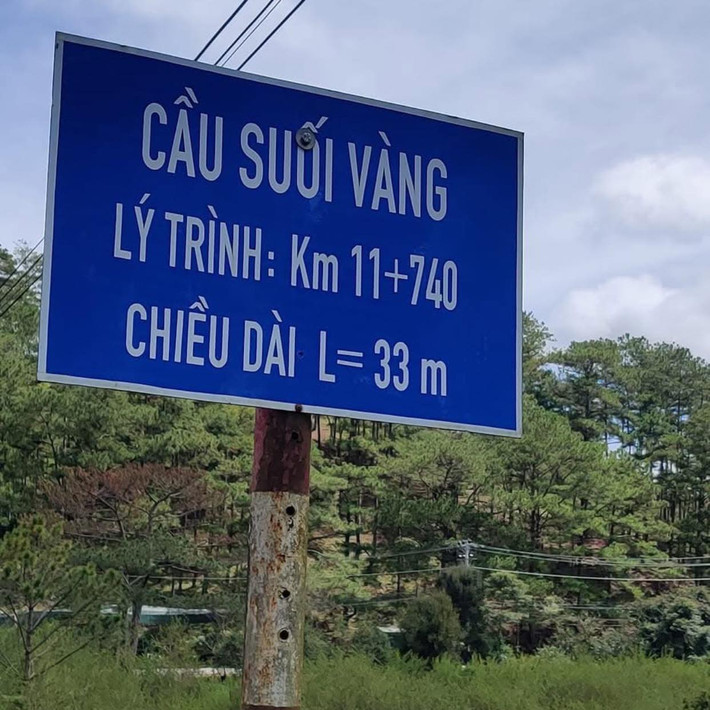 CẦU SUỐI VÀNG
LÝ TRÌNH: Km 11+740
CHIỀU DÀI L= 33 m